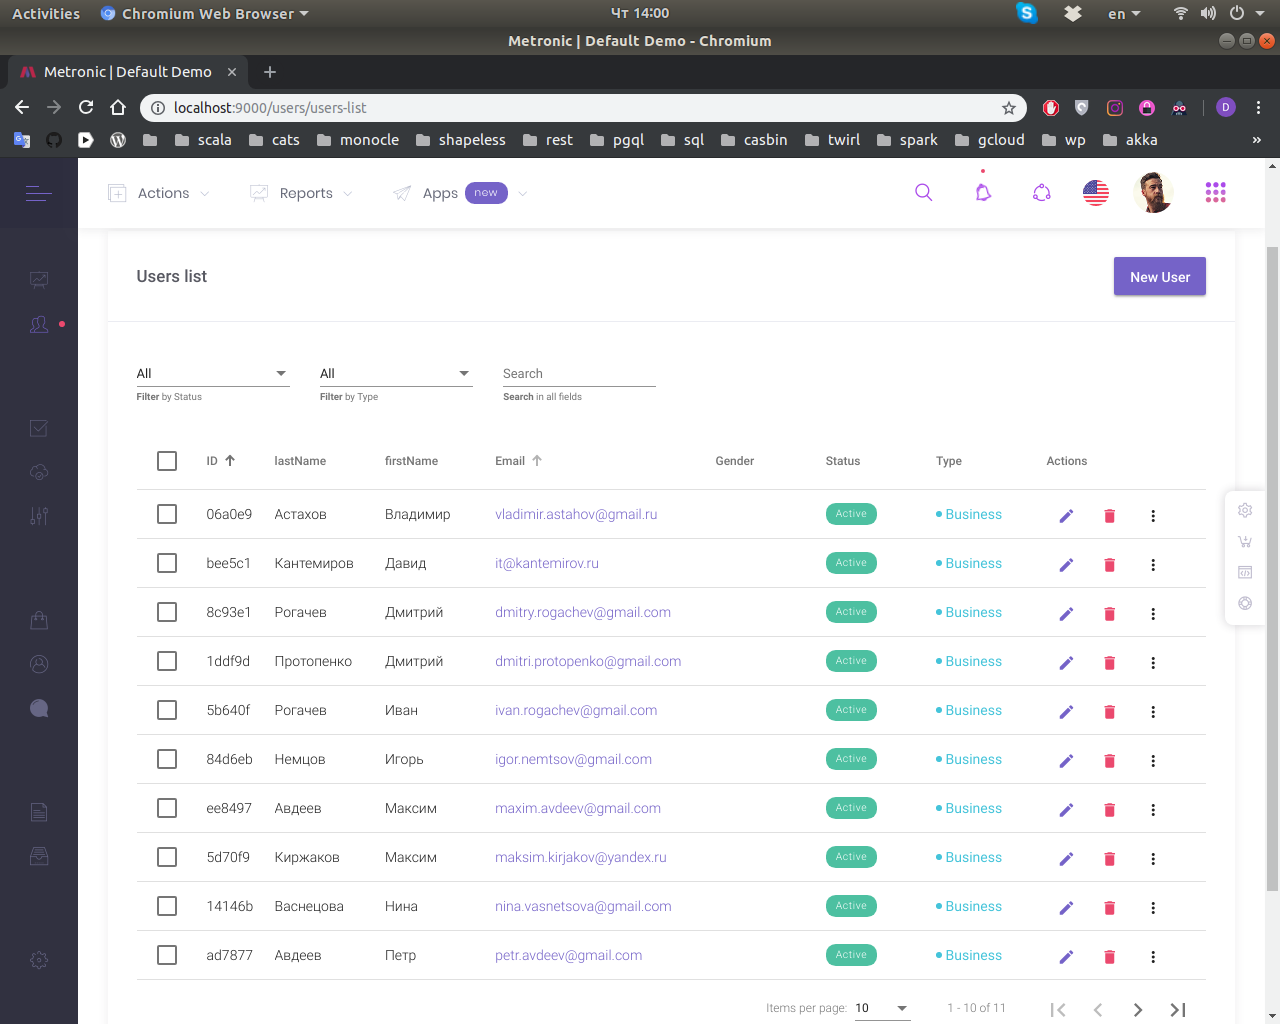 Activities Chromium Web Browser Чт 14:00 en
Metronic | Default Demo - Chromium
Metronic | Default Demo
localhost:9000/users/users-list D
scala cats monocle shapeless rest pgql sql casbin twirl spark gcloud wp akka »
Actions Reports Apps new
Users list New User
All All Search
Filter by Status Filter by Type Search in all fields
ID lastName firstName Email Gender Status Type Actions
06a0e9 Астахов Владимир vladimir.astahov@gmail.ru Active Business
bee5c1 Кантемиров Давид it@kantemirov.ru Active Business
8c93e1 Рогачев Дмитрий dmitry.rogachev@gmail.com Active Business
1ddf9d Протопенко Дмитрий dmitri.protopenko@gmail.com Active Business
5b640f Рогачев Иван ivan.rogachev@gmail.com Active Business
84d6eb Немцов Игорь igor.nemtsov@gmail.com Active Business
ee8497 Авдеев Максим maxim.avdeev@gmail.com Active Business
5d70f9 Киржаков Максим maksim.kirjakov@yandex.ru Active Business
14146b Васнецова Нина nina.vasnetsova@gmail.com Active Business
ad7877 Авдеев Петр petr.avdeev@gmail.com Active Business
Items per page: 10 1 - 10 of 11